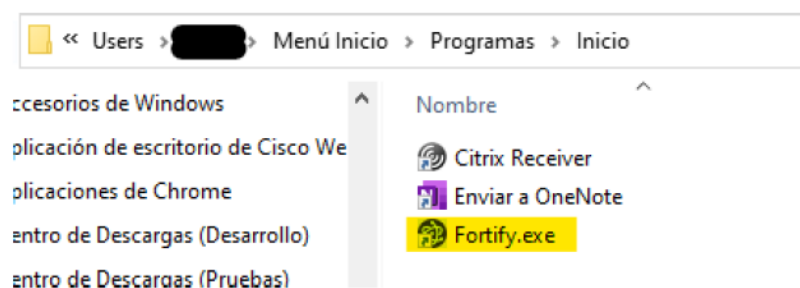 « Users › › Menú Inicio › Programas › Inicio
ccesorios de Windows
plicación de escritorio de Cisco We
plicaciones de Chrome
entro de Descargas (Desarrollo)
entro de Descargas (Pruebas)
Nombre
Citrix Receiver
Enviar a OneNote
Fortify.exe